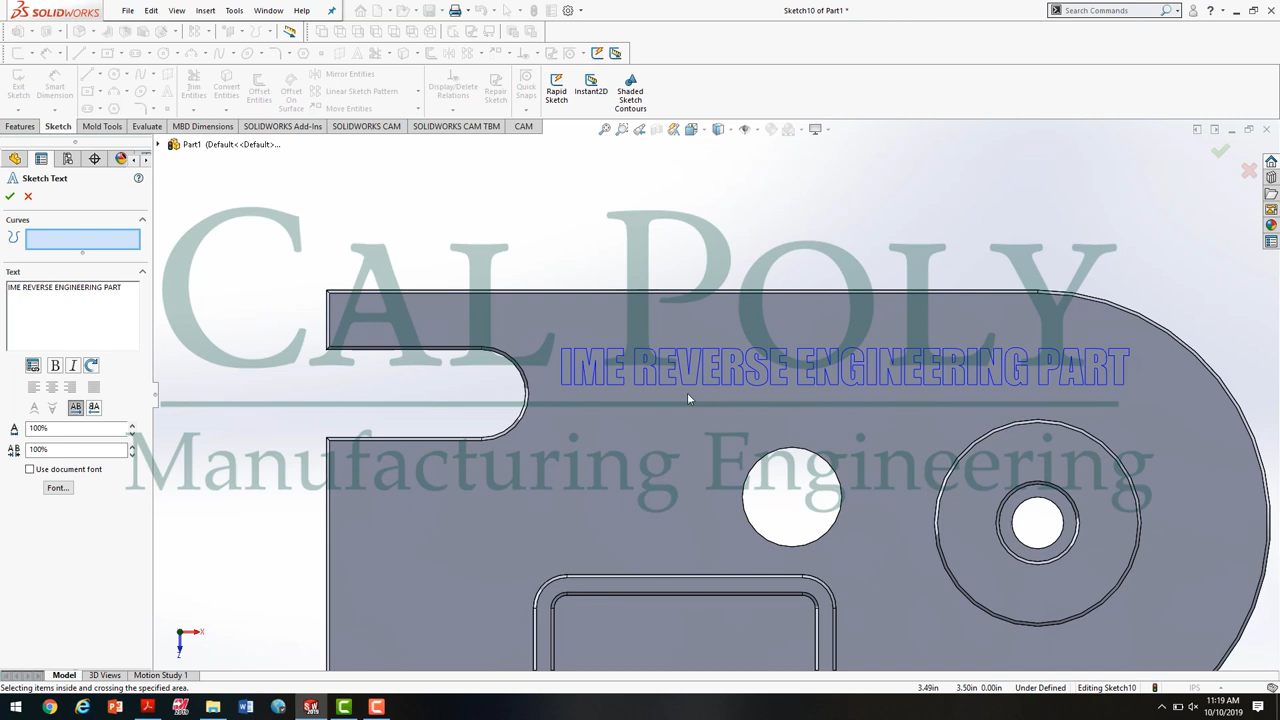 SOLIDWORKS
File Edit View Insert Tools Window Help
Sketch10 of Part1 *
Search Commands
Exit Sketch
Smart Dimension
Trim Entities
Convert Entities
Offset Entities
Offset On Surface
Mirror Entities
Linear Sketch Pattern
Move Entities
Display/Delete Relations
Repair Sketch
Quick Snaps
Rapid Sketch
Instant2D
Shaded Sketch Contours
Features Sketch Mold Tools Evaluate MBD Dimensions SOLIDWORKS Add-Ins SOLIDWORKS CAM SOLIDWORKS CAM TBM CAM
Part1 (Default<<Default>...
Sketch Text
Curves
Text
IME REVERSE ENGINEERING PART
B I
AB
100%
AB 100%
Use document font
Font...
CAL POLY
IME REVERSE ENGINEERING PART
Manufacturing Engineering
X
Z
Model 3D Views Motion Study 1
Selecting items inside and crossing the specified area.
3.49in 3.50in 0.00in Under Defined Editing Sketch10 IPS
11:19 AM
10/10/2019